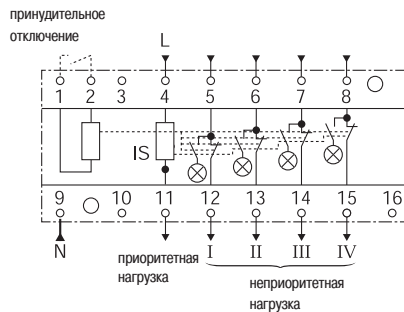 принудительное
отключение
L
1 2 3 4 5 6 7 8
IS
9 10 11 12 13 14 15 16
N
I II III IV
приоритетная
нагрузка
неприоритетная
нагрузка